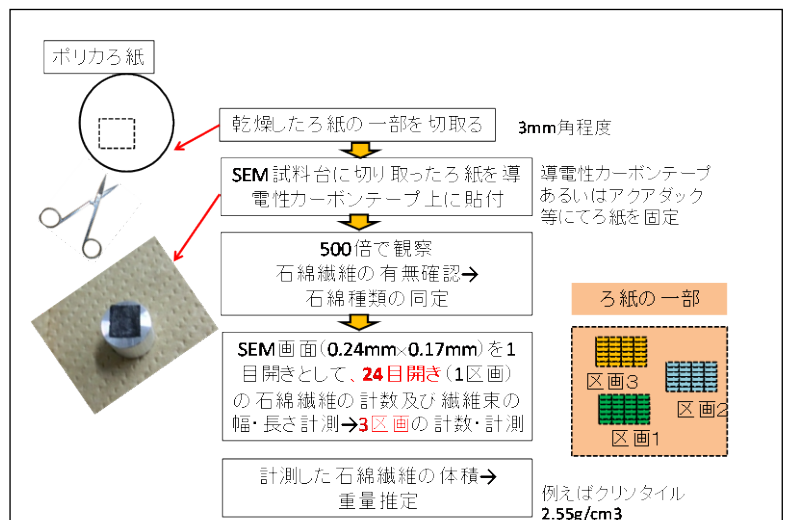 ポリカろ紙
乾燥したろ紙の一部を切取る
3mm角程度
SEM試料台に切り取ったろ紙を導
電性カーボンテープ上に貼付
導電性カーボンテープ
あるいはアクアダック
等にてろ紙を固定
500倍で観察
石綿繊維の有無確認→
石綿種類の同定
SEM画面(0.24mm×0.17mm)を1
目開きとして、24目開き(1区画)
の石綿繊維の計数及び繊維束の
幅・長さ計測→3区画の計数・計測
ろ紙の一部
区画3
区画2
区画1
計測した石綿繊維の体積→
重量推定
例えばクリソタイル
2.55g/cm3